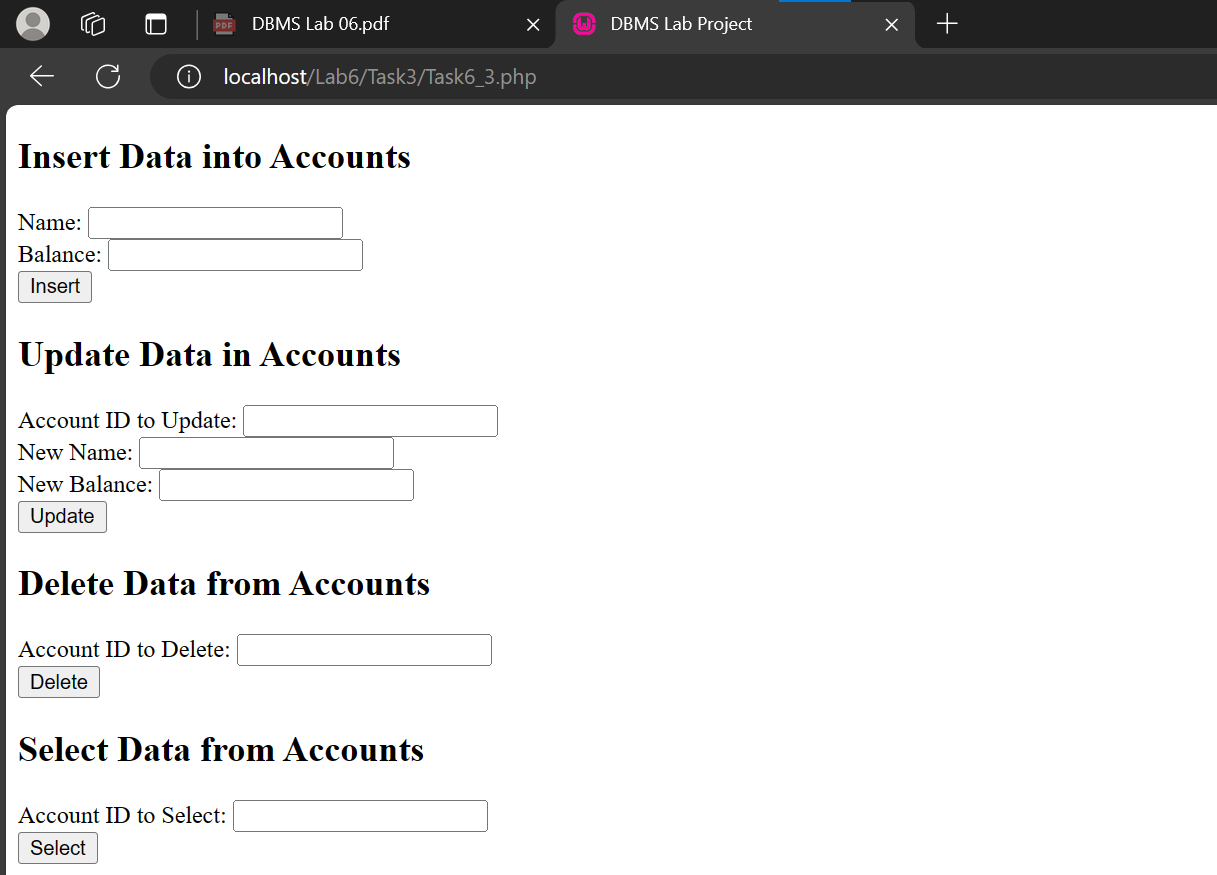 DBMS Lab 06.pdf
DBMS Lab Project
localhost/Lab6/Task3/Task6_3.php
Insert Data into Accounts
Name:
Balance:
Insert
Update Data in Accounts
Account ID to Update:
New Name:
New Balance:
Update
Delete Data from Accounts
Account ID to Delete:
Delete
Select Data from Accounts
Account ID to Select:
Select